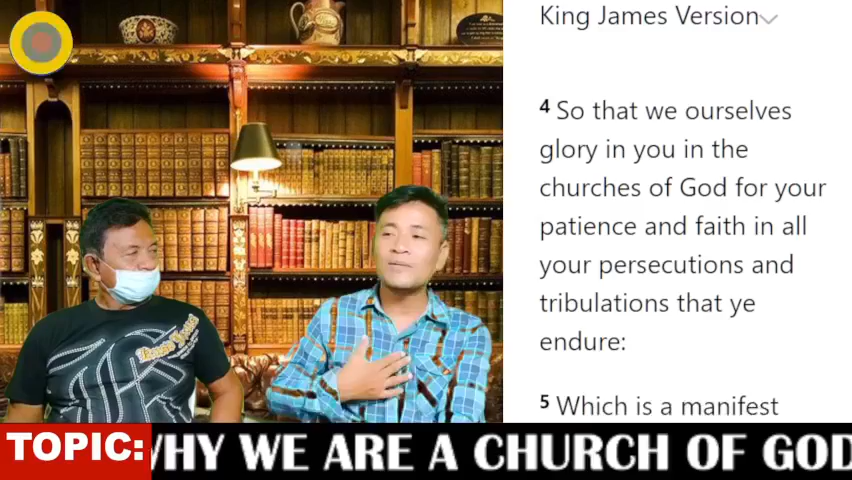 King James Version
4 So that we ourselves
glory in you in the
churches of God for your
patience and faith in all
your persecutions and
tribulations that ye
endure:
5 Which is a manifest
TOPIC: WHY WE ARE A CHURCH OF GOD